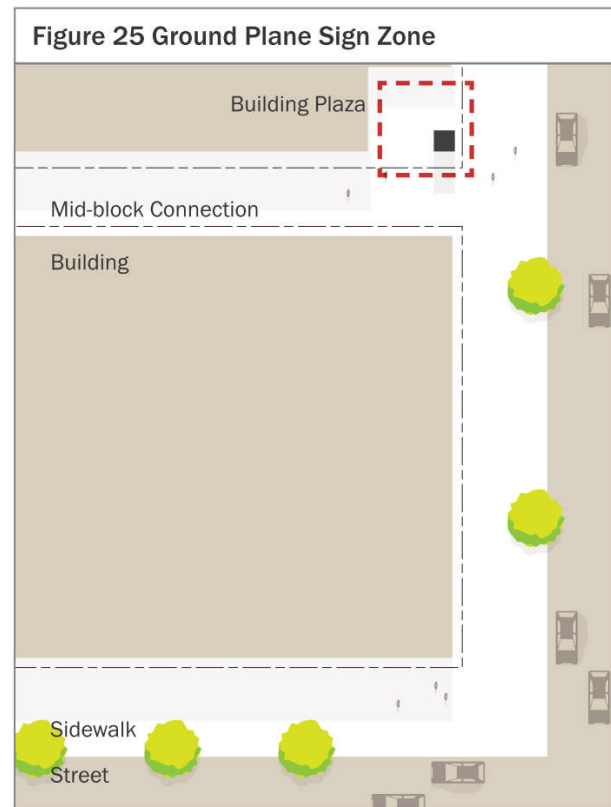 Figure 25 Ground Plane Sign Zone
Building Plaza
Mid-block Connection
Building
Sidewalk
Street